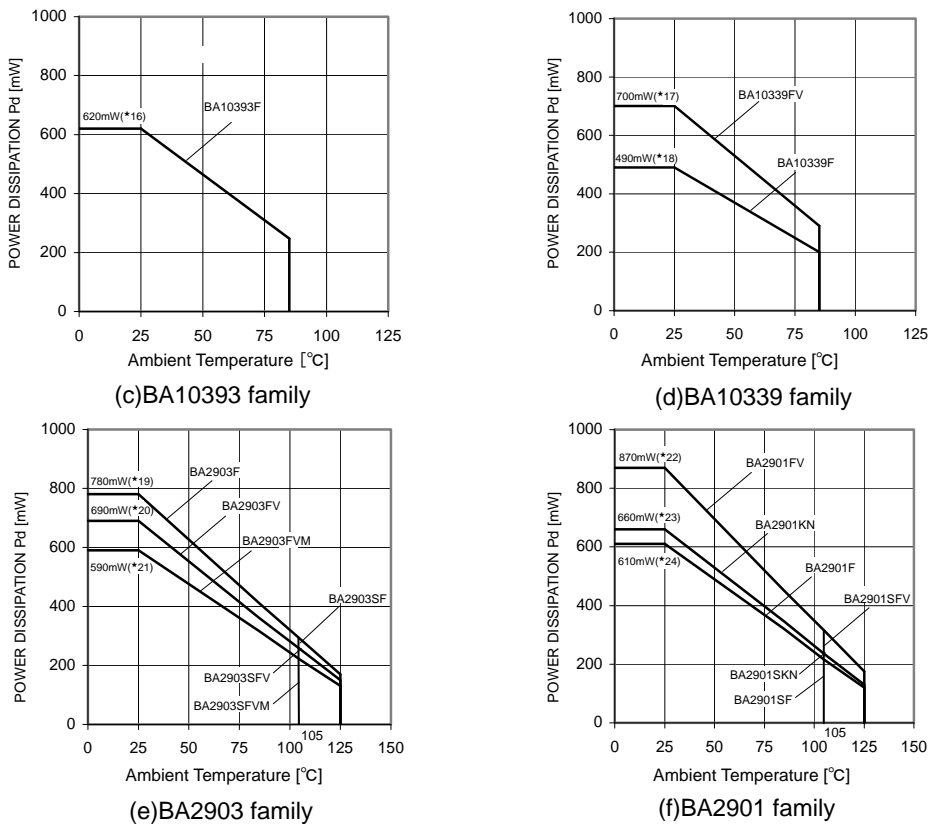 POWER DISSIPATION Pd [mW]
1000
800
600
400
200
0
620mW(★16)
BA10393F
0 25 50 75 100 125
Ambient Temperature [°C]
(c)BA10393 family
POWER DISSIPATION Pd [mW]
1000
800
600
400
200
0
700mW(★17)
BA10339FV
490mW(★18)
BA10339F
0 25 50 75 100 125
Ambient Temperature [°C]
(d)BA10339 family
POWER DISSIPATION Pd [mW]
1000
800
600
400
200
0
780mW(★19)
BA2903F
690mW(★20)
BA2903FV
590mW(★21)
BA2903FVM
BA2903SF
BA2903SFV
BA2903SFVM
105
0 25 50 75 100 125 150
Ambient Temperature [°C]
(e)BA2903 family
POWER DISSIPATION Pd [mW]
1000
800
600
400
200
0
870mW(★22)
BA2901FV
660mW(★23)
BA2901KN
610mW(★24)
BA2901F
BA2901SFV
BA2901SKN
BA2901SF
105
0 25 50 75 100 125 150
Ambient Temperature [°C]
(f)BA2901 family